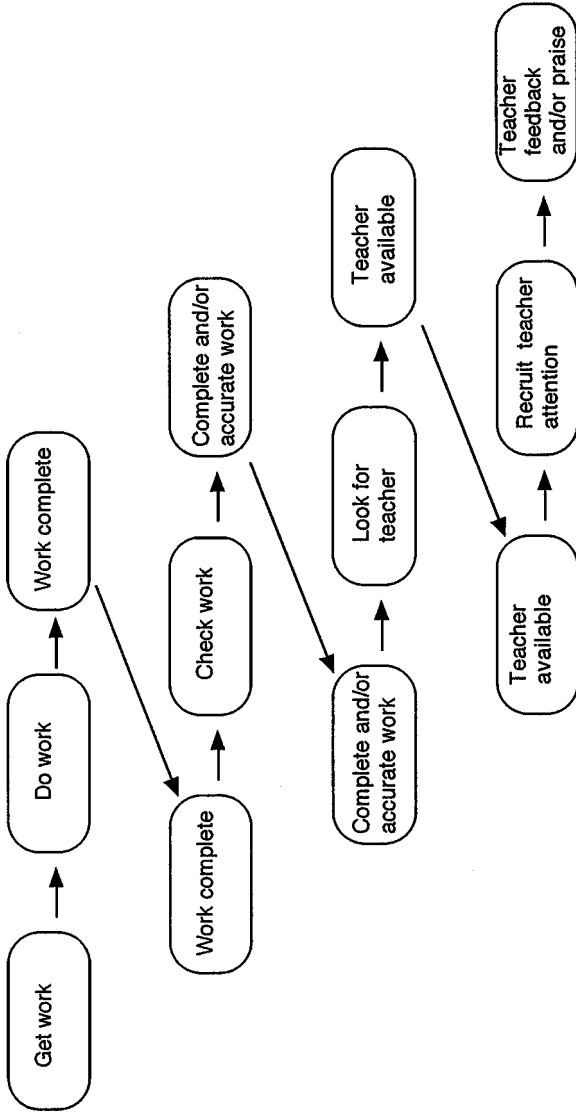 Get work
Do work
Work complete
Work complete
Check work
Complete and/or
accurate work
Complete and/or
accurate work
Look for
teacher
Teacher
available
Teacher
available
Recruit teacher
attention
Teacher
feedback
and/or praise